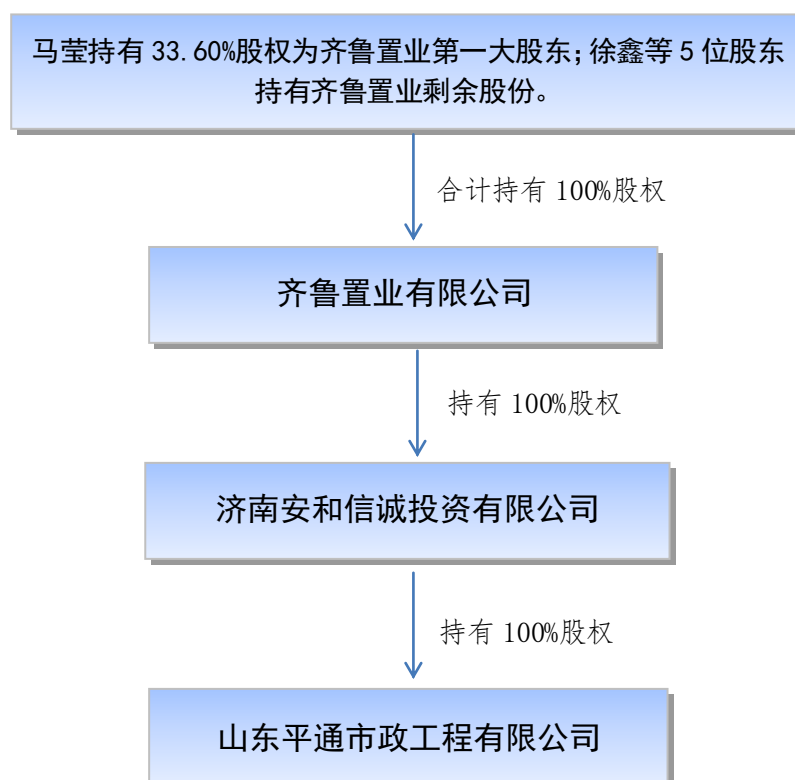 马莹持有 33.60%股权为齐鲁置业第一大股东；徐鑫等 5 位股东
持有齐鲁置业剩余股份。
合计持有 100%股权
齐鲁置业有限公司
持有 100%股权
济南安和信诚投资有限公司
持有 100%股权
山东平通市政工程有限公司